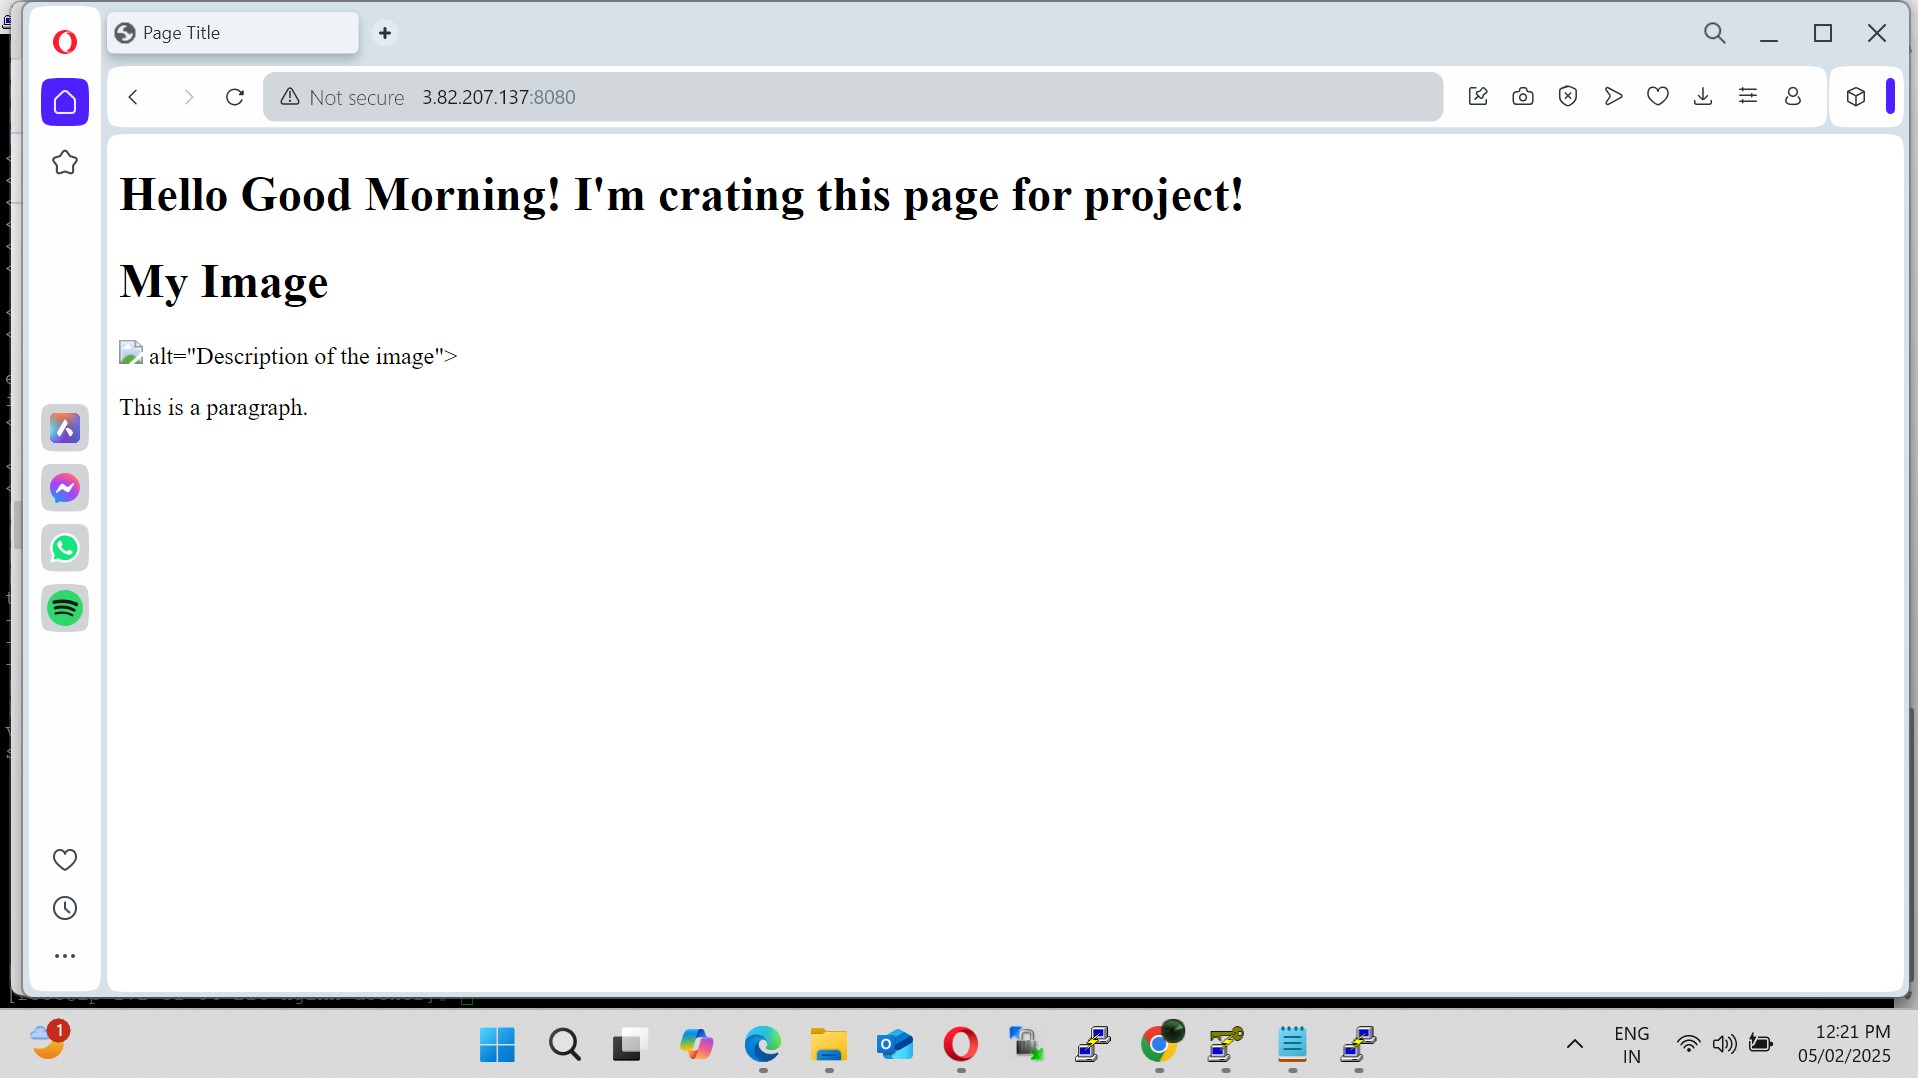 Page Title
Not secure 3.82.207.137:8080
Hello Good Morning! I'm crating this page for project!
My Image
alt="Description of the image">
This is a paragraph.
1
ENG
IN
12:21 PM
05/02/2025